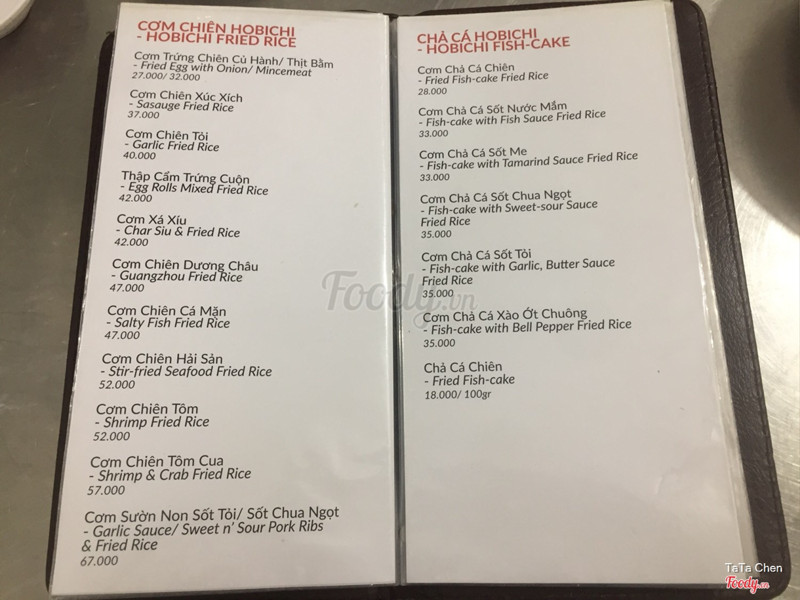 CƠM CHIÊN HOBICHI
- HOBICHI FRIED RICE
Cơm Trứng Chiên Củ Hành/ Thịt Bằm
- Fried Egg with Onion/ Mincemeat
27.000/ 32.000
Cơm Chiên Xúc Xích
- Sasauge Fried Rice
37.000
Cơm Chiên Tỏi
- Garlic Fried Rice
40.000
Thập Cẩm Trứng Cuộn
- Egg Rolls Mixed Fried Rice
42.000
Cơm Xá Xíu
- Char Siu & Fried Rice
42.000
Cơm Chiên Dương Châu
- Guangzhou Fried Rice
47.000
Cơm Chiên Cá Mặn
- Salty Fish Fried Rice
47.000
Cơm Chiên Hải Sản
- Stir-fried Seafood Fried Rice
52.000
Cơm Chiên Tôm
- Shrimp Fried Rice
52.000
Cơm Chiên Tôm Cua
- Shrimp & Crab Fried Rice
57.000
Cơm Sườn Non Sốt Tỏi/ Sốt Chua Ngọt
- Garlic Sauce/ Sweet n' Sour Pork Ribs
& Fried Rice
67.000
CHẢ CÁ HOBICHI
- HOBICHI FISH-CAKE
Cơm Chả Cá Chiên
- Fried Fish-cake Fried Rice
28.000
Cơm Chả Cá Sốt Nước Mắm
- Fish-cake with Fish Sauce Fried Rice
33.000
Cơm Chả Cá Sốt Me
- Fish-cake with Tamarind Sauce Fried Rice
33.000
Cơm Chả Cá Sốt Chua Ngọt
- Fish-cake with Sweet-sour Sauce
Fried Rice
35.000
Cơm Chả Cá Sốt Tỏi
- Fish-cake with Garlic, Butter Sauce
Fried Rice
35.000
Cơm Chả Cá Xào Ớt Chuông
- Fish-cake with Bell Pepper Fried Rice
35.000
Chả Cá Chiên
- Fried Fish-cake
18.000/ 100gr
Foody.vn
TaTa Chen
Foody.vn